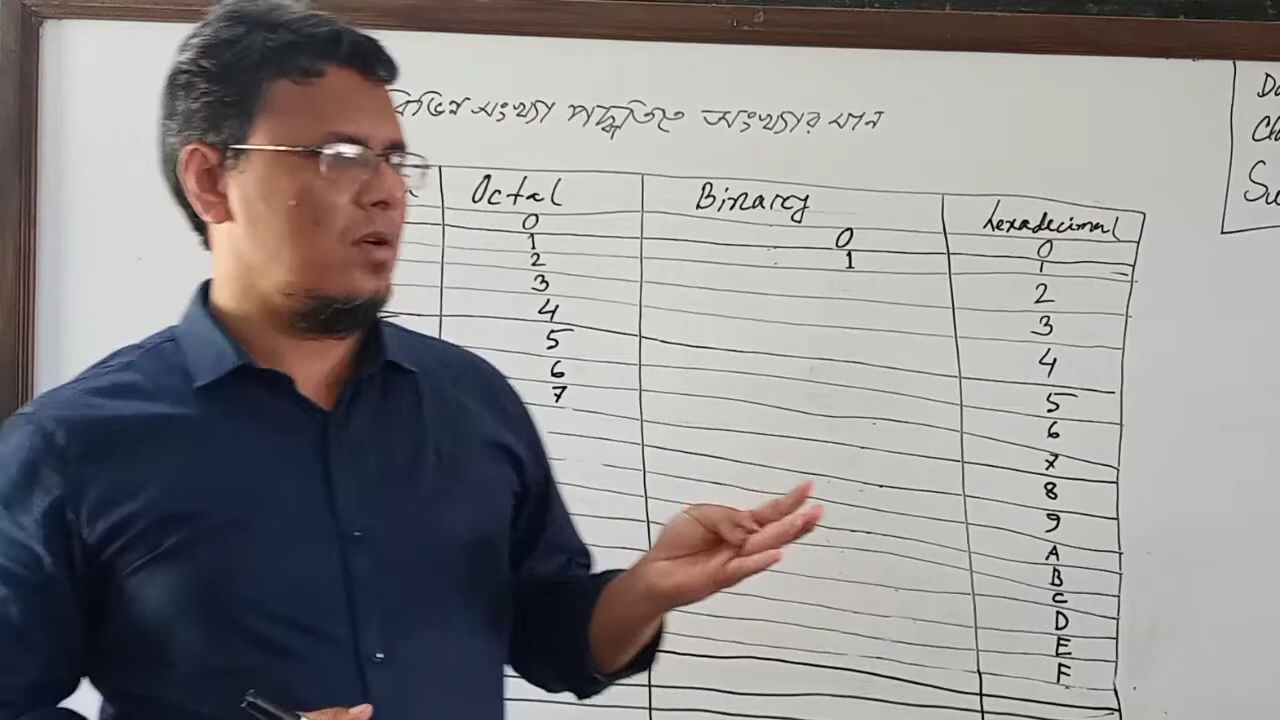 বিভিন্ন সংখ্যা পদ্ধতিতে সংখ্যার মান
Octal Binary Hexadecimal
0 0 0
1 1 1
2 2
3 3
4 4
5 5
6 6
7 7
8
9
A
B
C
D
E
F